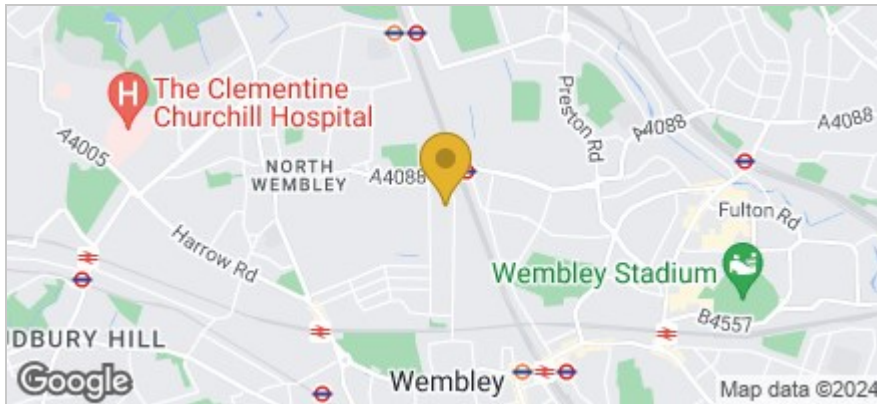 The Clementine
Churchill Hospital
H
A4005
NORTH
WEMBLEY
A4088
Preston Rd
A4088
A4088
Fulton Rd
Harrow Rd
Wembley Stadium
B4557
UDBURY HILL
Wembley
Google
Map data ©2024